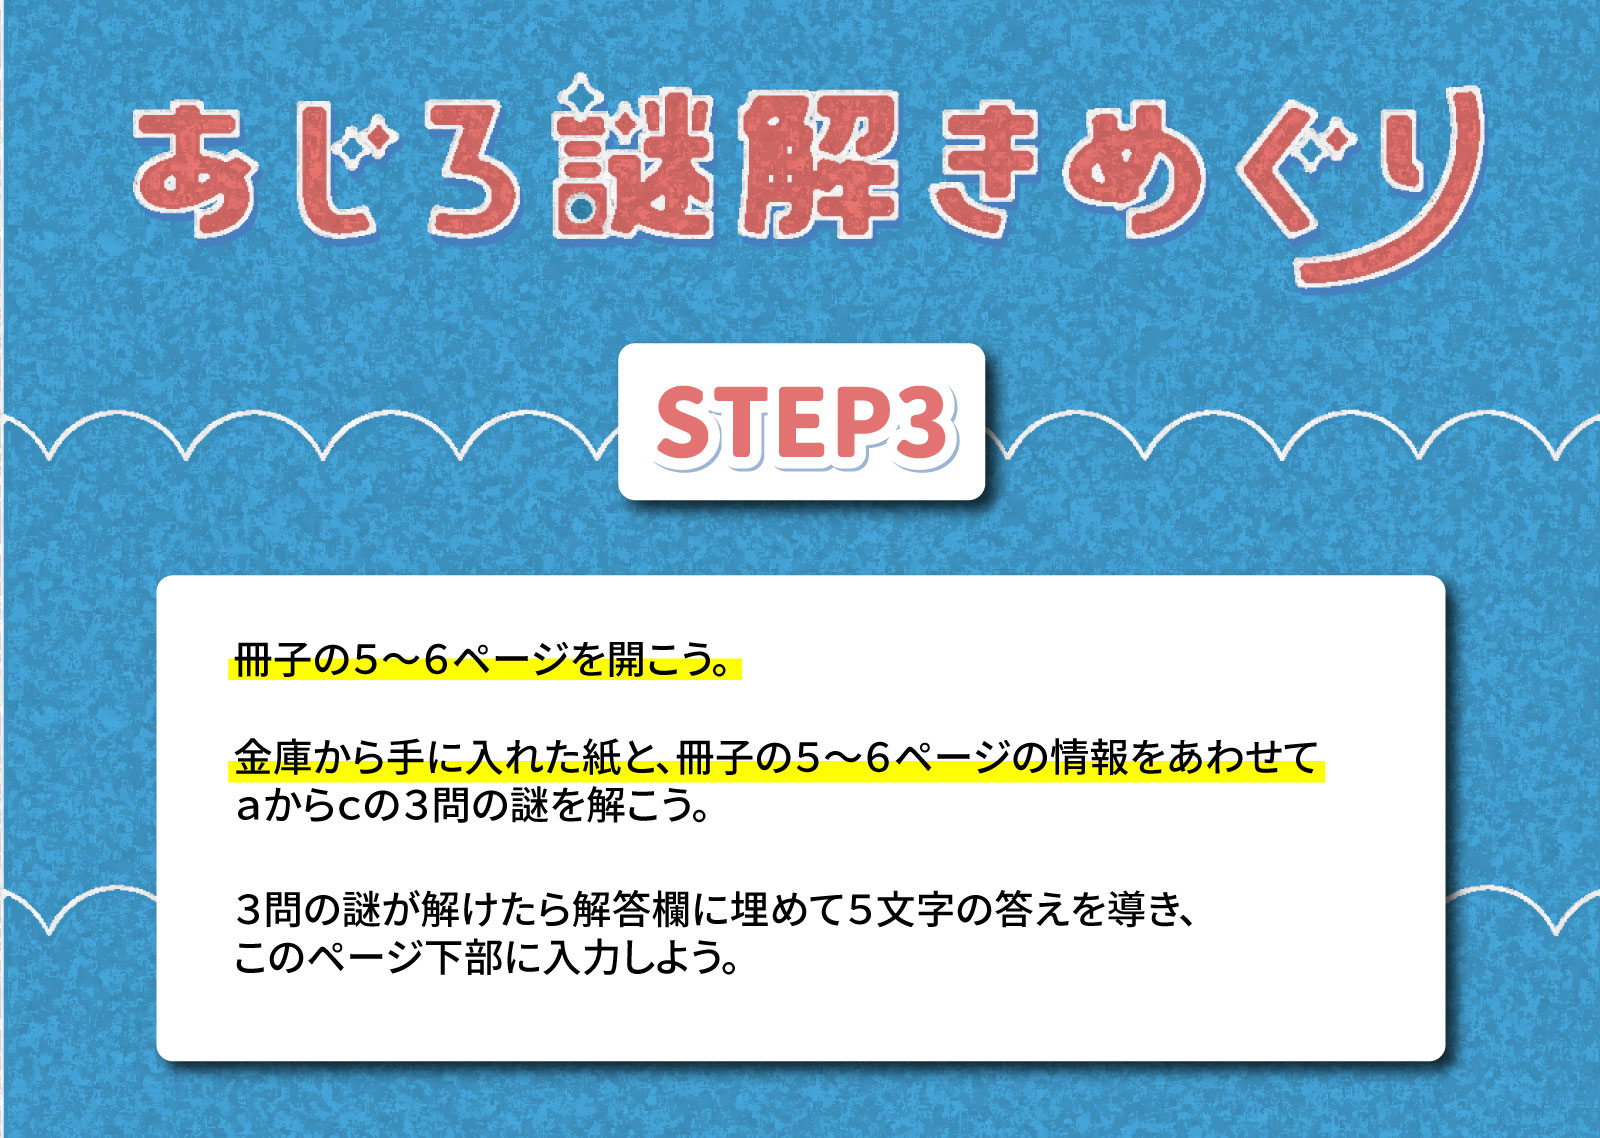 あじろ謎解きめぐり
STEP3
冊子の５～６ページを開こう。
金庫から手に入れた紙と、冊子の５～６ページの情報をあわせて
ａからｃの３問の謎を解こう。
３問の謎が解けたら解答欄に埋めて５文字の答えを導き、
このページ下部に入力しよう。